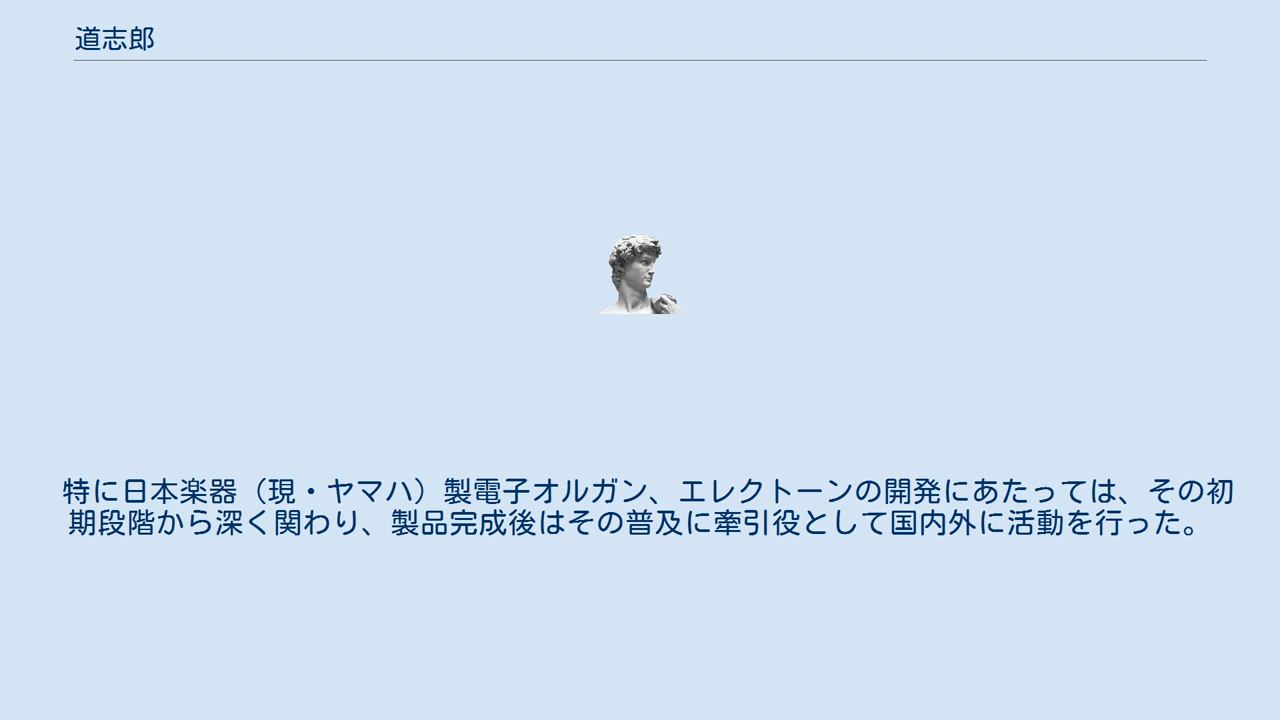 道志郎
特に日本楽器（現・ヤマハ）製電子オルガン、エレクトーンの開発にあたっては、その初
期段階から深く関わり、製品完成後はその普及に牽引役として国内外に活動を行った。